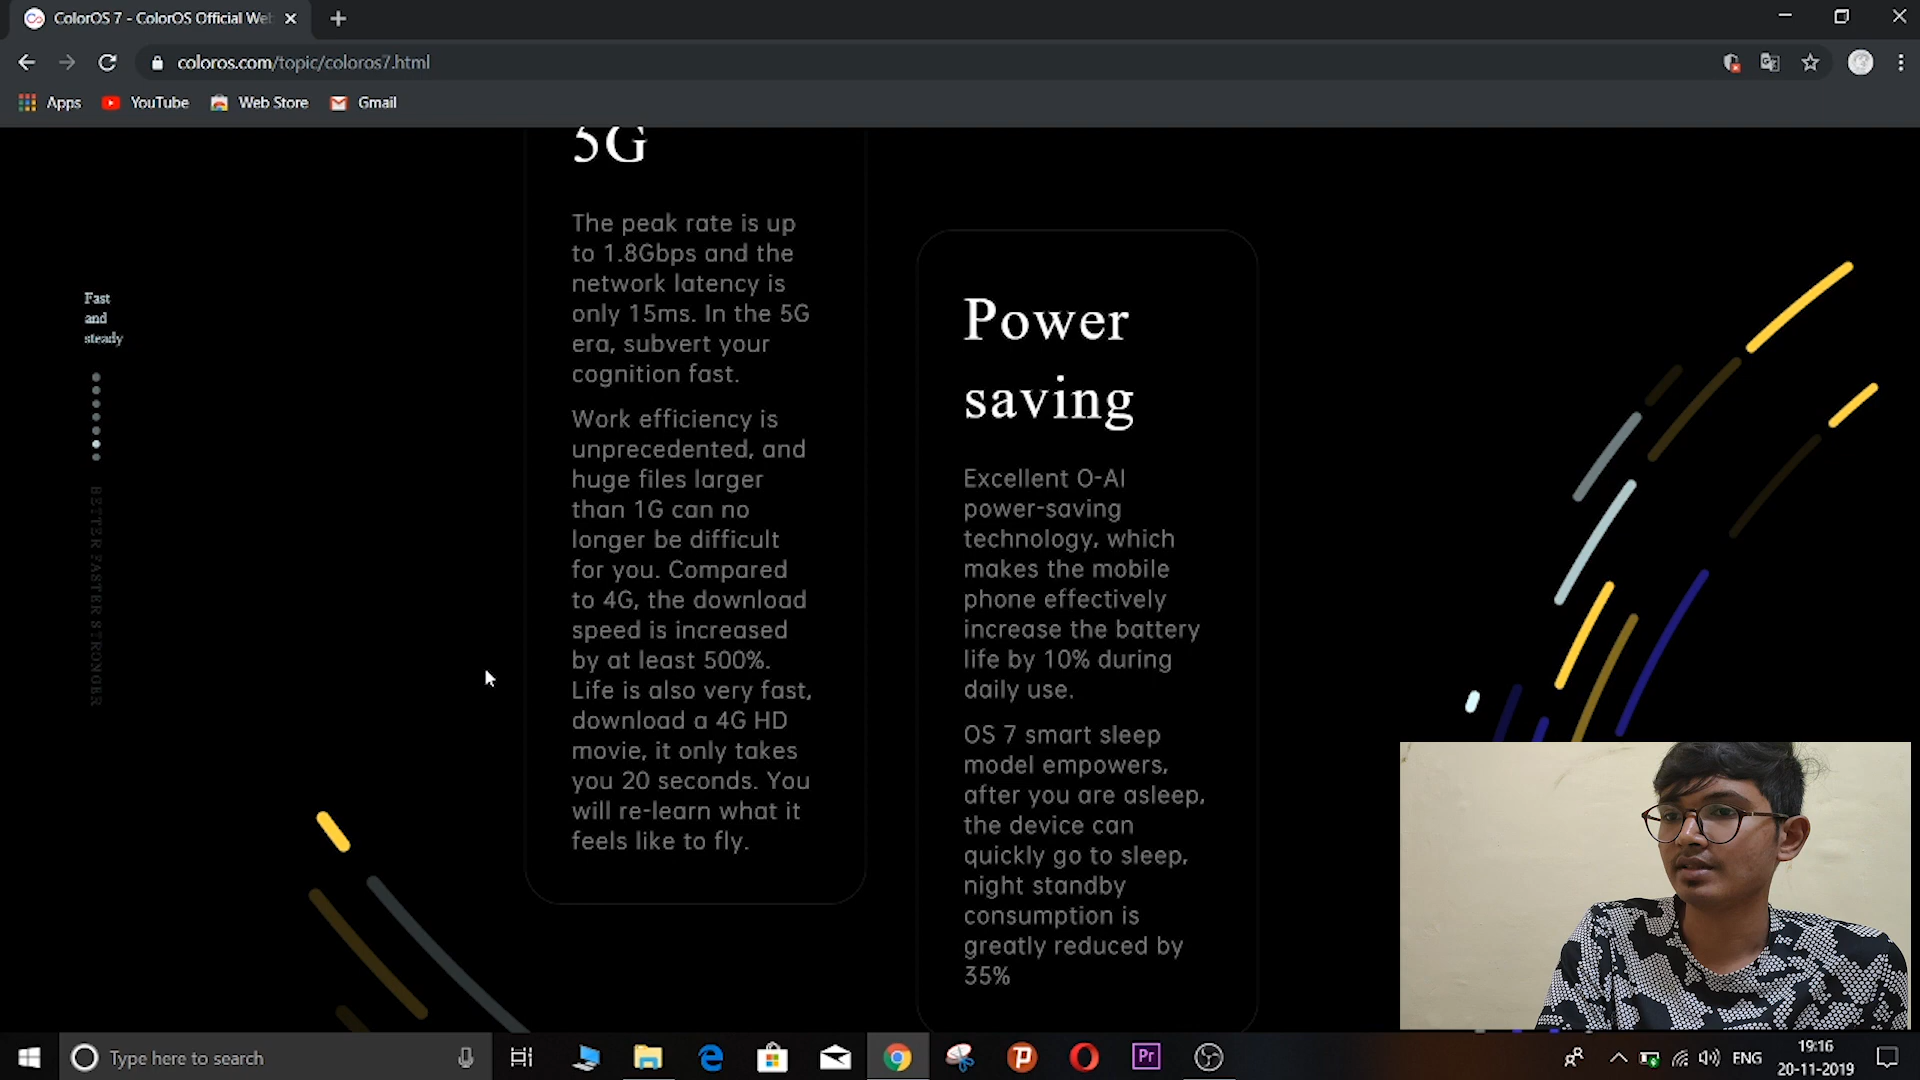 ColorOS 7 - ColorOS Official Web
coloros.com/topic/coloros7.html
Apps
YouTube
Web Store
Gmail
Fast
and
steady
BETTER FASTER STRONGER
5G
The peak rate is up
to 1.8Gbps and the
network latency is
only 15ms. In the 5G
era, subvert your
cognition fast.
Work efficiency is
unprecedented, and
huge files larger
than 1G can no
longer be difficult
for you. Compared
to 4G, the download
speed is increased
by at least 500%.
Life is also very fast,
download a 4G HD
movie, it only takes
you 20 seconds. You
will re-learn what it
feels like to fly.
Power
saving
Excellent O-AI
power-saving
technology, which
makes the mobile
phone effectively
increase the battery
life by 10% during
daily use.
OS 7 smart sleep
model empowers,
after you are asleep,
the device can
quickly go to sleep,
night standby
consumption is
greatly reduced by
35%
Type here to search
Pr
ENG
19:16
20-11-2019